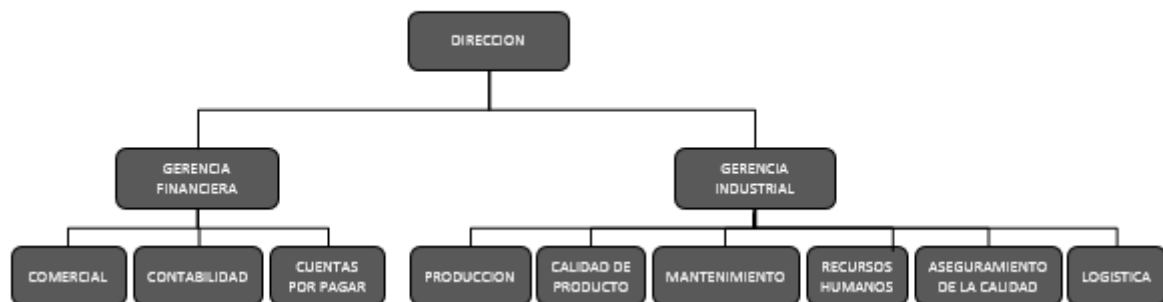 DIRECCION
GERENCIA
FINANCIERA
GERENCIA
INDUSTRIAL
COMERCIAL
CONTABILIDAD
CUENTAS
POR PAGAR
PRODUCCION
CALIDAD DE
PRODUCTO
MANTENIMIENTO
RECURSOS
HUMANOS
ASEGURAMIENTO
DE LA CALIDAD
LOGISTICA